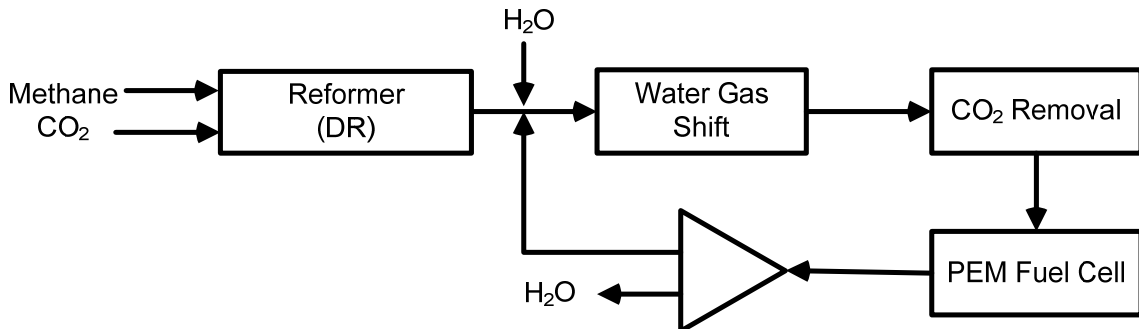 H₂O
Methane
CO₂
Reformer
(DR)
Water Gas
Shift
CO₂ Removal
PEM Fuel Cell
H₂O